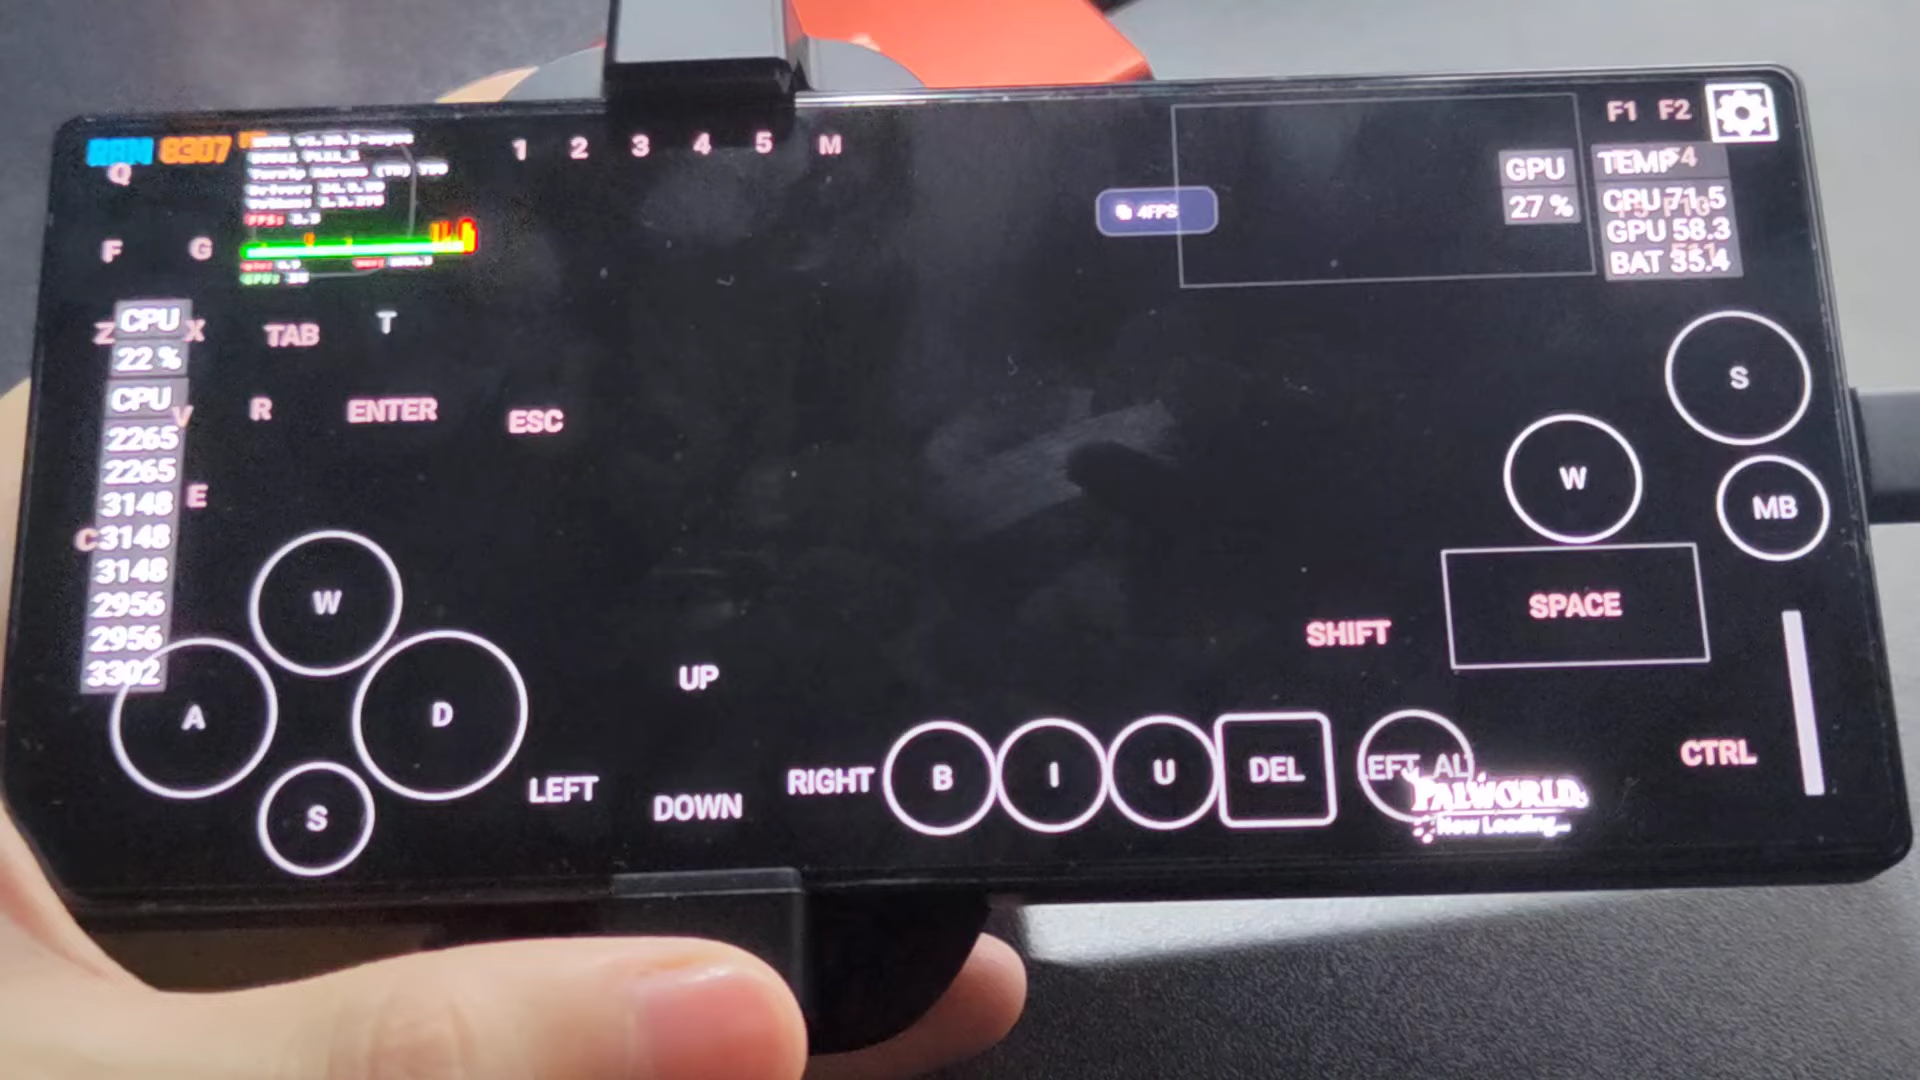 RAM 8307
Q
1 2 3 4 5 M
F1 F2
FPS:
4FPS
GPU
27 %
TEMP
CPU 71.5
GPU 58.3
BAT 35.4
F G
Z X
TAB T
CPU
22 %
CPU
2265
2265
3148
3148
3148
2956
2956
3302
V R ENTER ESC
E
C
W
A D
S
UP
LEFT DOWN RIGHT
B I U DEL
S
W
MB
SPACE
SHIFT
CTRL
PALWORLD
Now Loading...